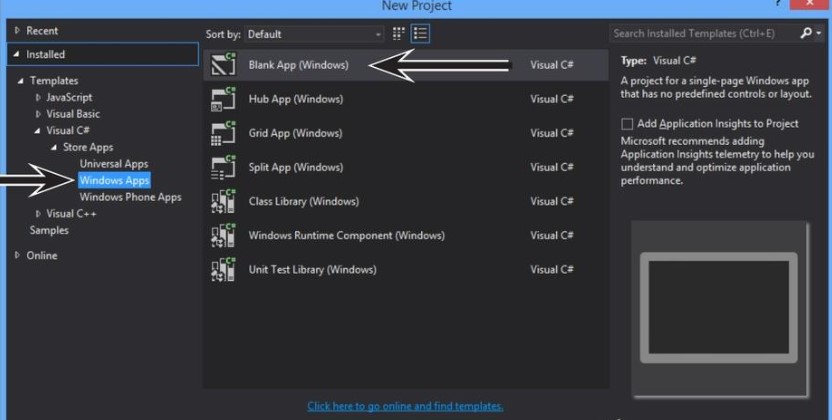 New Project
? x
Recent
Installed
Templates
JavaScript
Visual Basic
Visual C#
Store Apps
Universal Apps
Windows Apps
Windows Phone Apps
Visual C++
Samples
Online
Sort by: Default
Blank App (Windows) Visual C#
Hub App (Windows) Visual C#
Grid App (Windows) Visual C#
Split App (Windows) Visual C#
Class Library (Windows) Visual C#
Windows Runtime Component (Windows) Visual C#
Unit Test Library (Windows) Visual C#
Click here to go online and find templates.
Search Installed Templates (Ctrl+E)
Type: Visual C#
A project for a single-page Windows app
that has no predefined controls or layout.
Add Application Insights to Project
Microsoft recommends adding
Application Insights telemetry to help you
understand and optimize application
performance.